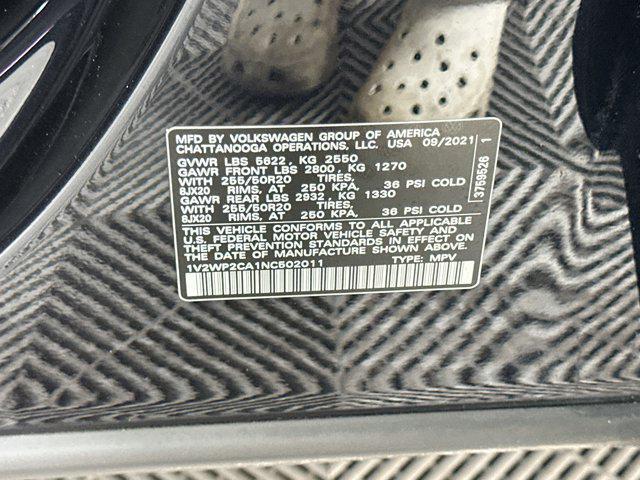 MFD BY VOLKSWAGEN GROUP OF AMERICA
CHATTANOOGA OPERATIONS, LLC. USA 09/2021
GVWR LBS 5622, KG 2550
GAWR FRONT LBS 2800, KG 1270
WITH 255/50R20 TIRES,
8JX20 RIMS, AT 250 KPA, 36 PSI COLD
GAWR REAR LBS 2932, KG 1330
WITH 255/50R20 TIRES,
8JX20 RIMS, AT 250 KPA, 36 PSI COLD
THIS VEHICLE CONFORMS TO ALL APPLICABLE
U.S. FEDERAL MOTOR VEHICLE SAFETY AND
THEFT PREVENTION STANDARDS IN EFFECT ON
THE DATE OF MANUFACTURE SHOWN ABOVE.
1V2WP2CA1NC502011 TYPE: MPV
3759526 1